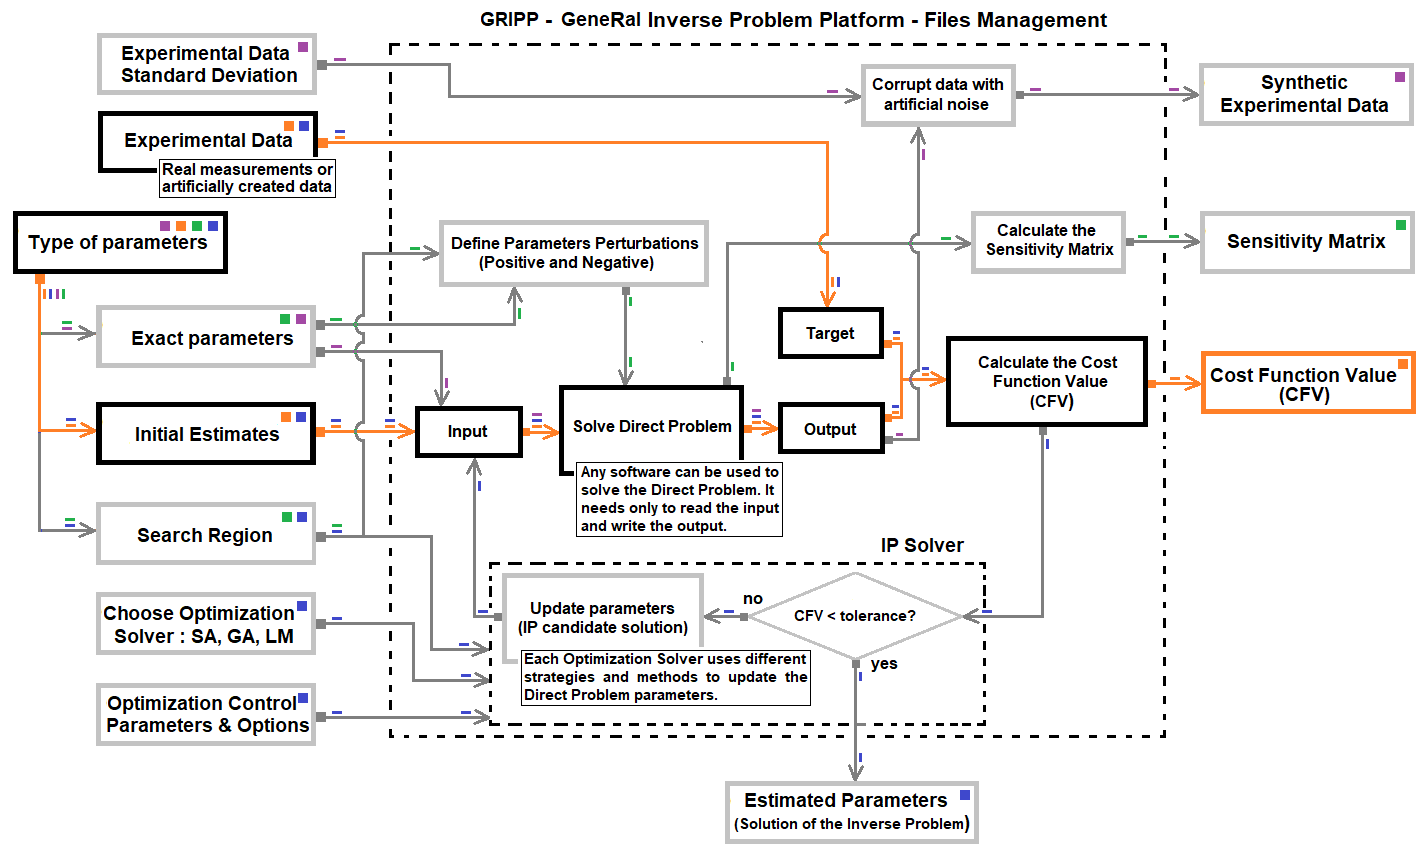 GRIPP - GeneRal Inverse Problem Platform - Files Management
Experimental Data
Standard Deviation
Corrupt data with
artificial noise
Synthetic
Experimental Data
Experimental Data
Real measurements or
artificially created data
Type of parameters
Define Parameters Perturbations
(Positive and Negative)
Calculate the
Sensitivity Matrix
Sensitivity Matrix
Exact parameters
Target
Calculate the Cost
Function Value
(CFV)
Cost Function Value
(CFV)
Initial Estimates
Input
Solve Direct Problem
Output
Any software can be used to
solve the Direct Problem. It
needs only to read the input
and write the output.
Search Region
IP Solver
Choose Optimization
Solver : SA, GA, LM
Update parameters
(IP candidate solution)
no
CFV < tolerance?
yes
Each Optimization Solver uses different
strategies and methods to update the
Direct Problem parameters.
Optimization Control
Parameters & Options
Estimated Parameters
(Solution of the Inverse Problem)